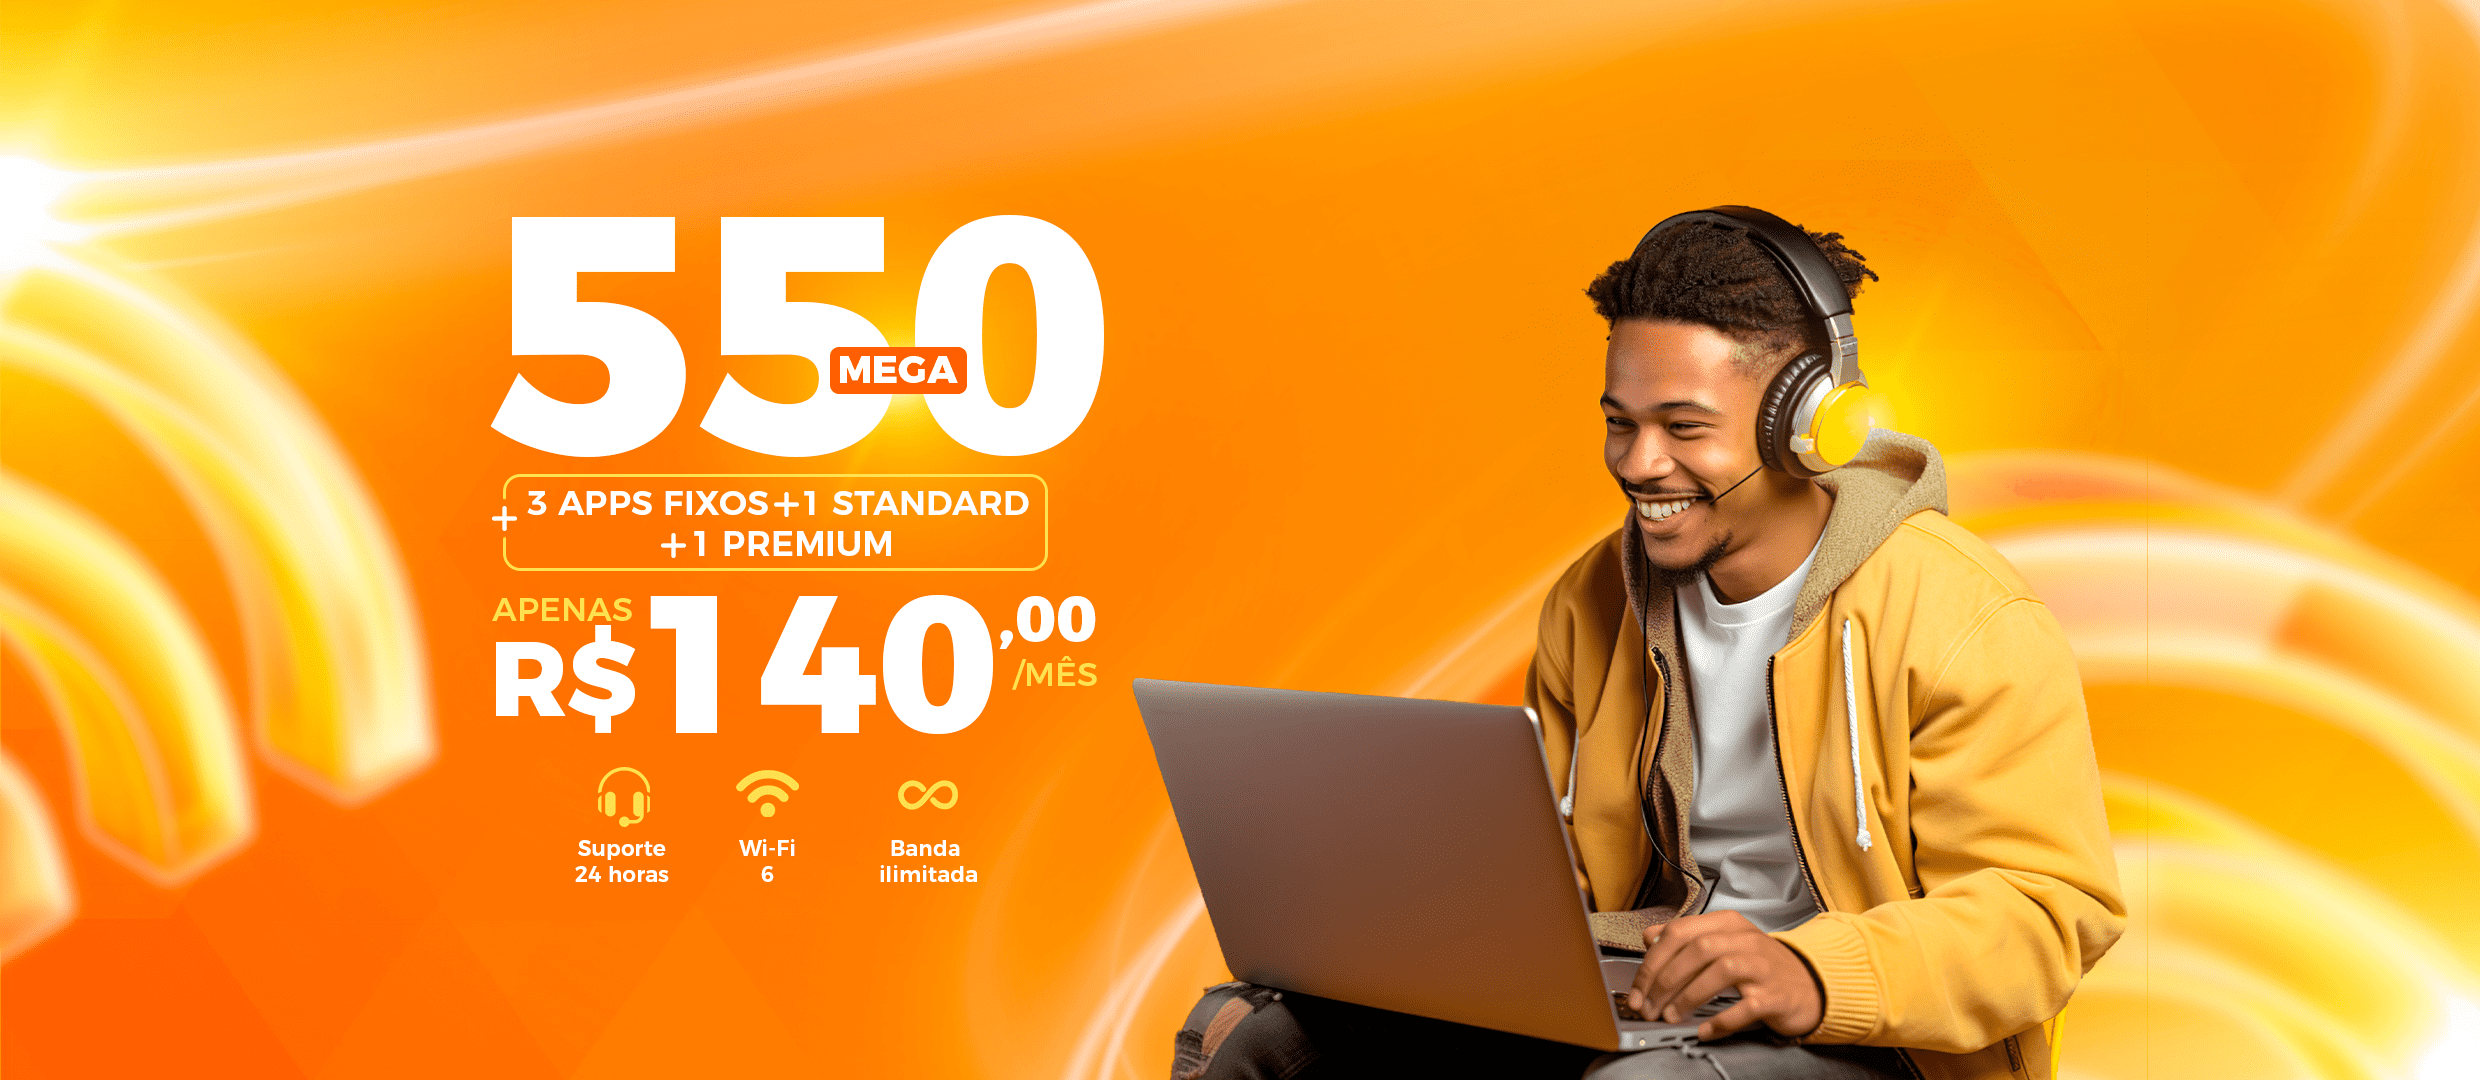 550
MEGA
+ 3 APPS FIXOS+1 STANDARD
+1 PREMIUM
APENAS
R$140,00
/MÊS
Suporte
24 horas
Wi-Fi
6
Banda
ilimitada